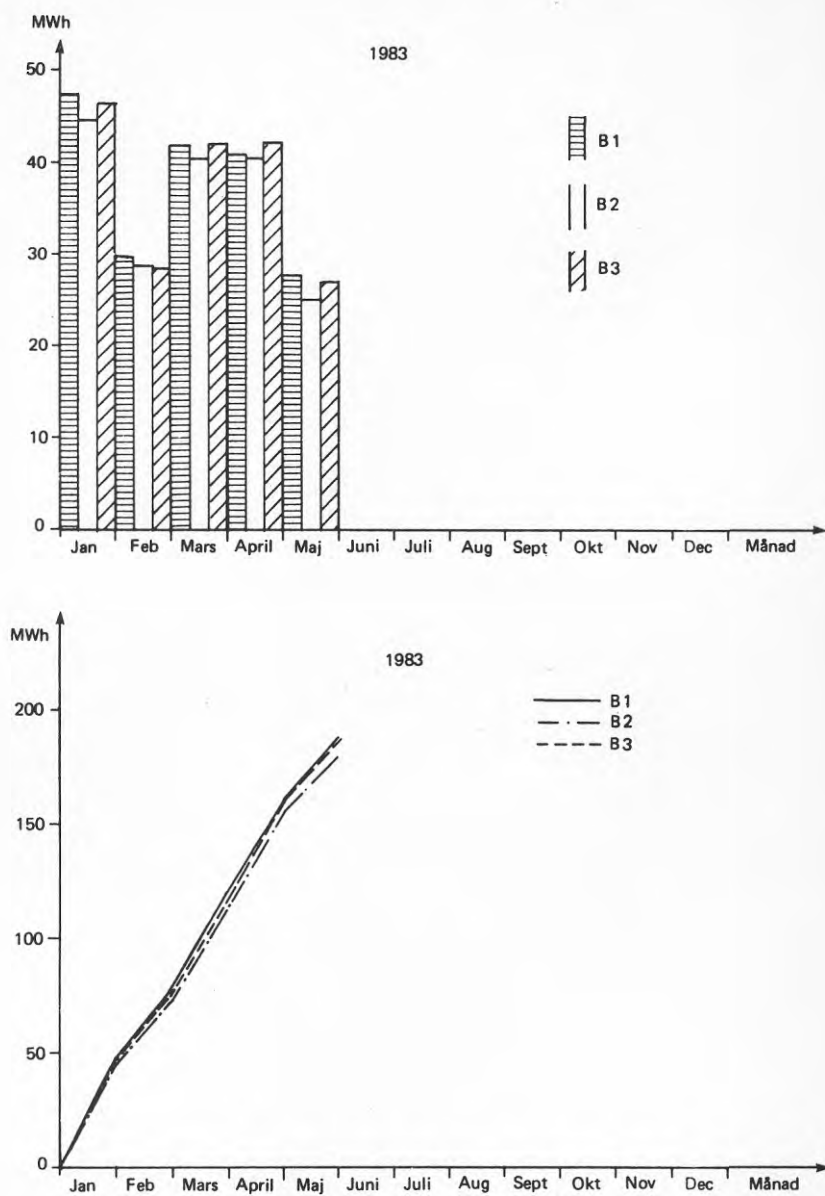 MWh
1983
50
40
30
20
10
0
B1
B2
B3
Jan Feb Mars April Maj Juni Juli Aug Sept Okt Nov Dec Månad
MWh
1983
200
150
100
50
0
B1
B2
B3
Jan Feb Mars April Maj Juni Juli Aug Sept Okt Nov Dec Månad